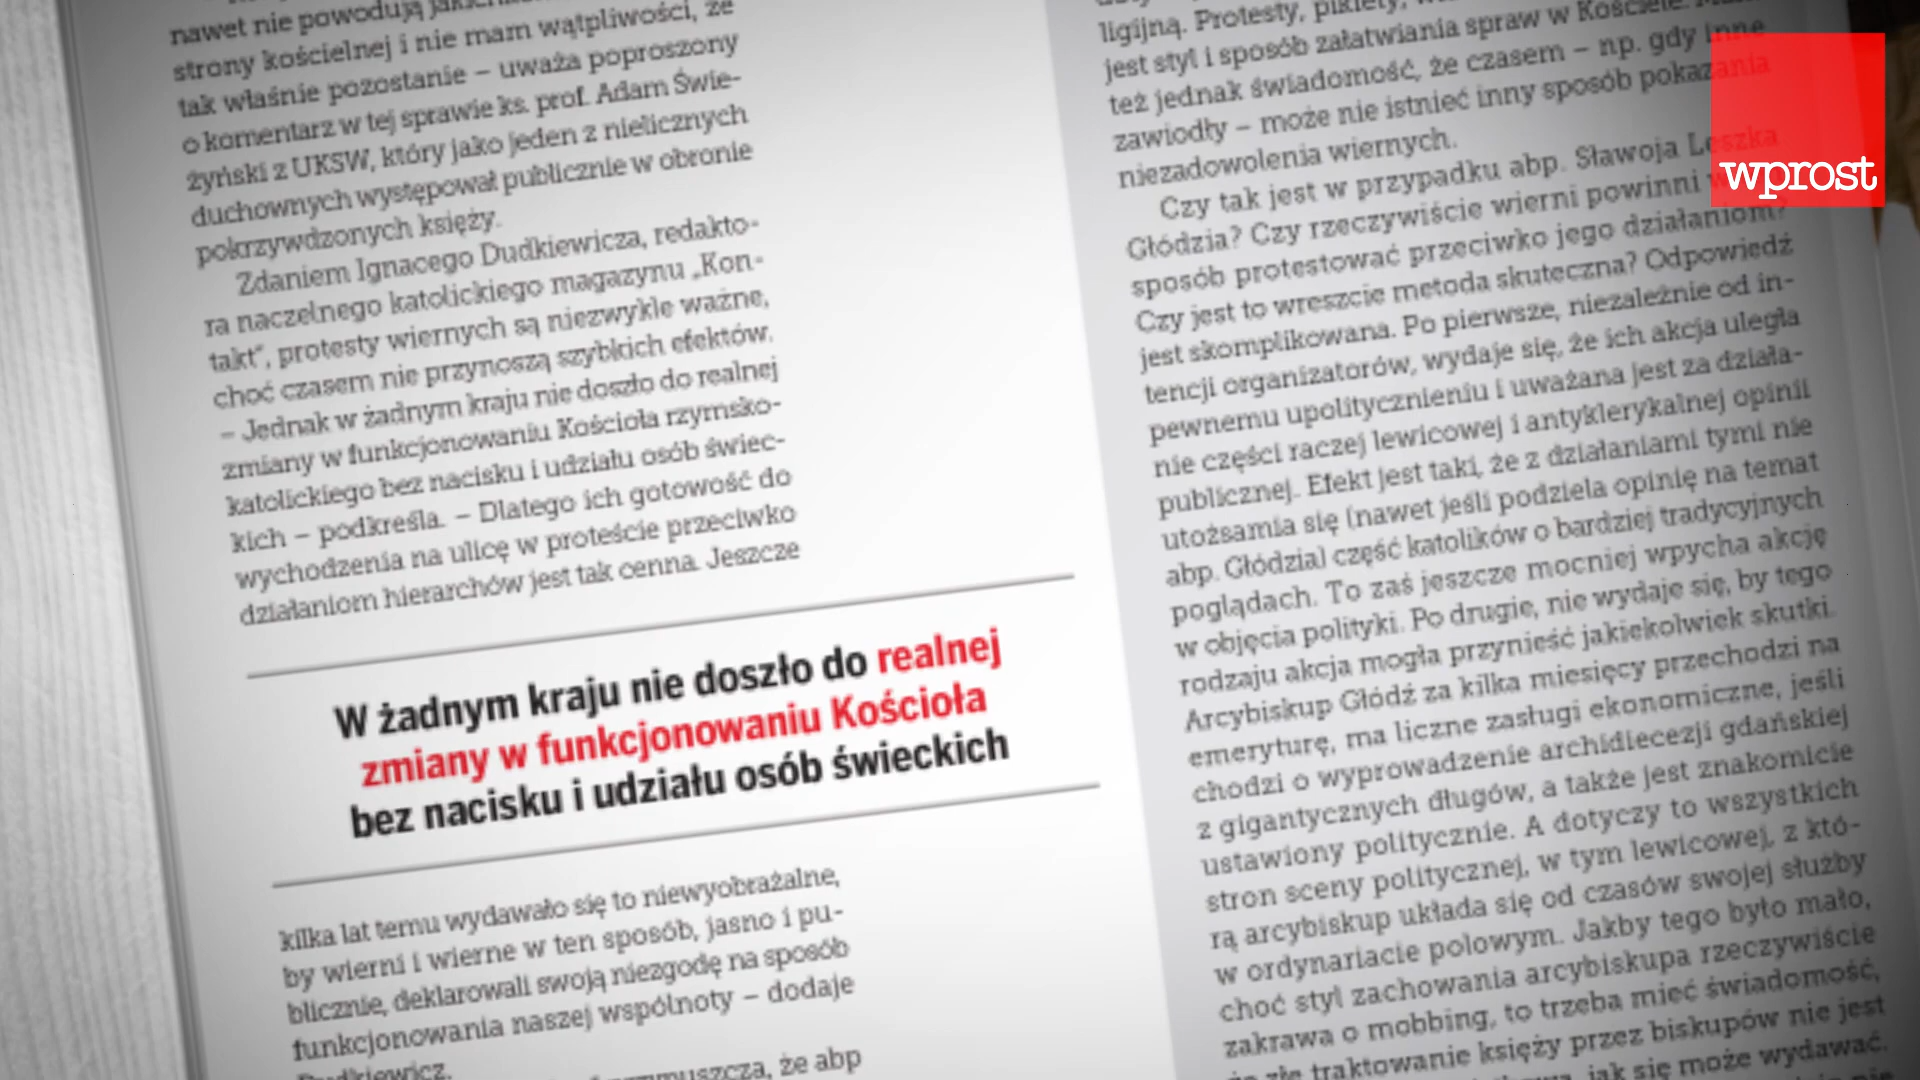 nawet nie powodują
strony kościelnej i nie mam wątpliwości, że
tak właśnie pozostanie – uważa poproszony
o komentarz w tej sprawie ks. prof. Adam Świe-
żyński z UKSW, który jako jeden z nielicznych
duchownych występował publicznie w obronie
pokrzywdzonych księży.
Zdaniem Ignacego Dudkiewicza, redakto-
ra naczelnego katolickiego magazynu „Kon-
takt”, protesty wiernych są niezwykle ważne,
choć czasem nie przynoszą szybkich efektów.
– Jednak w żadnym kraju nie doszło do realnej
zmiany w funkcjonowaniu Kościoła rzymsko-
katolickiego bez nacisku i udziału osób świec-
kich – podkreśla. – Dlatego ich gotowość do
wychodzenia na ulicę w proteście przeciwko
działaniom hierarchów jest tak cenna. Jeszcze
W żadnym kraju nie doszło do realnej
zmiany w funkcjonowaniu Kościoła
bez nacisku i udziału osób świeckich
kilka lat temu wydawało się to niewyobrażalne,
by wierni i wierne w ten sposób, jasno i pu-
blicznie, deklarowali swoją niezgodę na sposób
funkcjonowania naszej wspólnoty – dodaje
Dudkiewicz.
że abp
ligijną. Protesty, pikiety,
jest styl i sposób załatwiania spraw w Kościele.
też jednak świadomość, że czasem – np. gdy inne
zawiodły – może nie istnieć inny sposób pokazania
niezadowolenia wiernych.
Czy tak jest w przypadku abp. Sławoja Leszka
Głódzia? Czy rzeczywiście wierni powinni
sposób protestować przeciwko jego działaniom?
Czy jest to wreszcie metoda skuteczna? Odpowiedź
jest skomplikowana. Po pierwsze, niezależnie od in-
tencji organizatorów, wydaje się, że ich akcja uległa
pewnemu upolitycznieniu i uważana jest za działa-
nie części raczej lewicowej i antyklerykalnej opinii
publicznej. Efekt jest taki, że z działaniami tymi nie
utożsamia się (nawet jeśli podziela opinię na temat
abp. Głódzia) część katolików o bardziej tradycyjnych
poglądach. To zaś jeszcze mocniej wpycha akcję
w objęcia polityki. Po drugie, nie wydaje się, by tego
rodzaju akcja mogła przynieść jakiekolwiek skutki.
Arcybiskup Głódź za kilka miesięcy przechodzi na
emeryturę, ma liczne zasługi ekonomiczne, jeśli
chodzi o wyprowadzenie archidiecezji gdańskiej
z gigantycznych długów, a także jest znakomicie
ustawiony politycznie. A dotyczy to wszystkich
stron sceny politycznej, w tym lewicowej, z któ-
rą arcybiskup układa się od czasów swojej służby
w ordynariacie polowym. Jakby tego było mało,
choć styl zachowania arcybiskupa rzeczywiście
zakrawa o mobbing, to trzeba mieć świadomość,
że złe traktowanie księży przez biskupów nie jest
jak się może wydawać.
wprost